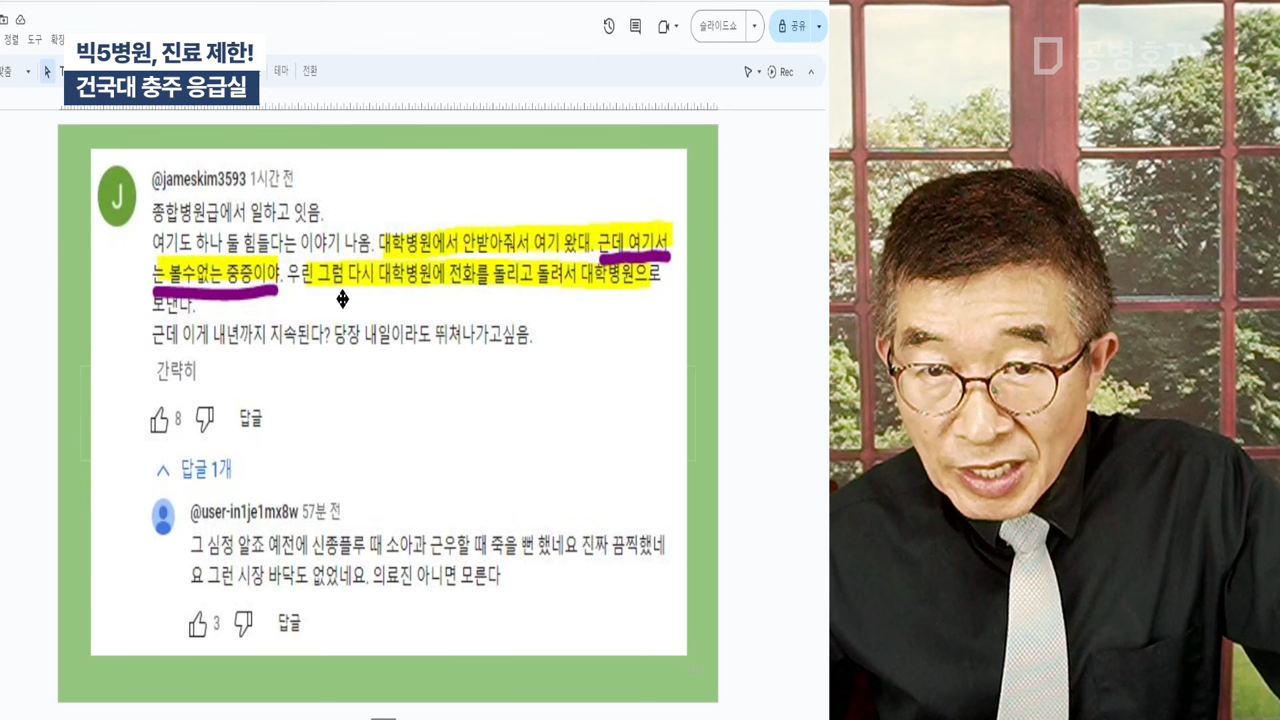 정렬 도구
슬라이드쇼
공유
빅5병원, 진료 제한!
건국대 충주 응급실
테마 전환
Rec
공병호TV
J
@jameskim3593 1시간 전
종합병원급에서 일하고 잇음.
여기도 하나 둘 힘들다는 이야기 나옴. 대학병원에서 안받아줘서 여기 왔대. 근데 여기서
는 볼수없는 중증이야. 우린 그럼 다시 대학병원에 전화를 돌리고 돌려서 대학병원으로
보낸다.
근데 이게 내년까지 지속된다? 당장 내일이라도 뛰쳐나가고싶음.
간략히
8 답글
답글 1개
@user-in1je1mx8w 57분 전
그 심정 알죠 예전에 신종플루 때 소아과 근우할 때 죽을 뻔 했네요 진짜 끔찍했네
요 그런 시장 바닥도 없었네요. 의료진 아니면 모른다
3 답글